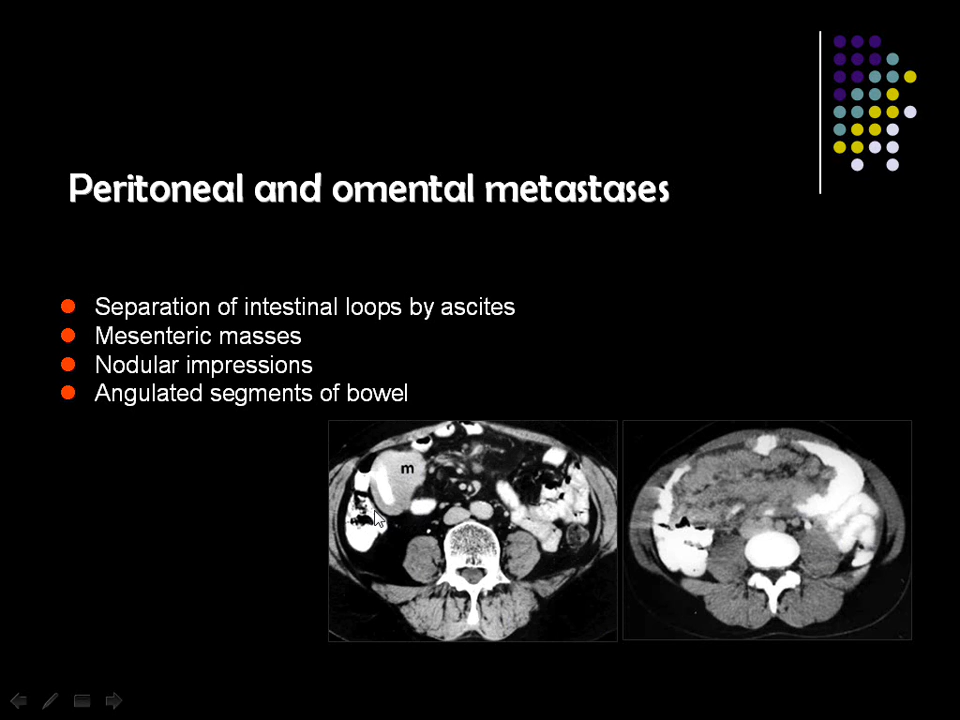 Peritoneal and omental metastases
Separation of intestinal loops by ascites
Mesenteric masses
Nodular impressions
Angulated segments of bowel
m